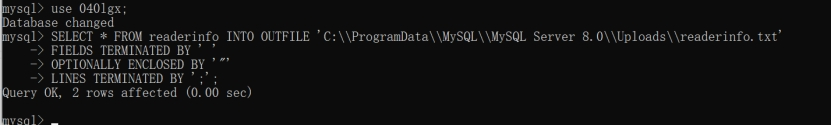 mysql> use 040lgx;
Database changed
mysql> SELECT * FROM readerinfo INTO OUTFILE 'C:\\ProgramData\\MySQL\\MySQL Server 8.0\\Uploads\\readerinfo.txt'
    -> FIELDS TERMINATED BY ' '
    -> OPTIONALLY ENCLOSED BY '"'
    -> LINES TERMINATED BY ';';
Query OK, 2 rows affected (0.00 sec)
mysql> _